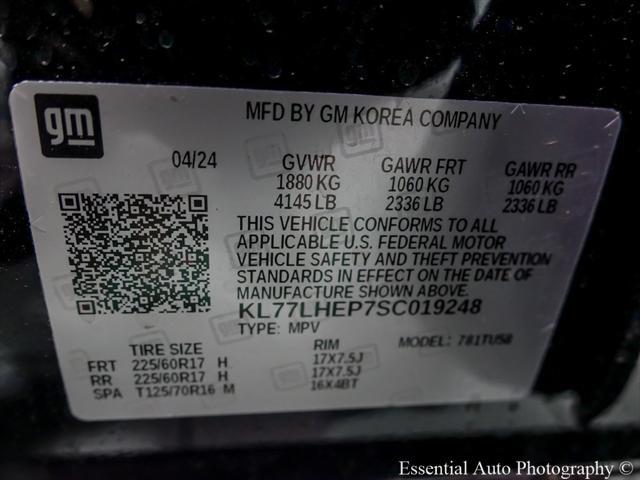 gm
MFD BY GM KOREA COMPANY
04/24 GVWR GAWR FRT GAWR RR
1880 KG 1060 KG 1060 KG
4145 LB 2336 LB 2336 LB
THIS VEHICLE CONFORMS TO ALL
APPLICABLE U.S. FEDERAL MOTOR
VEHICLE SAFETY AND THEFT PREVENTION
STANDARDS IN EFFECT ON THE DATE OF
MANUFACTURE SHOWN ABOVE.
KL77LHEP7SC019248
TYPE: MPV MODEL: 781TU58
TIRE SIZE RIM
FRT 225/60R17 H 17X7.5J
RR 225/60R17 H 17X7.5J
SPA T125/70R16 M 16X4BT
Essential Auto Photography ©